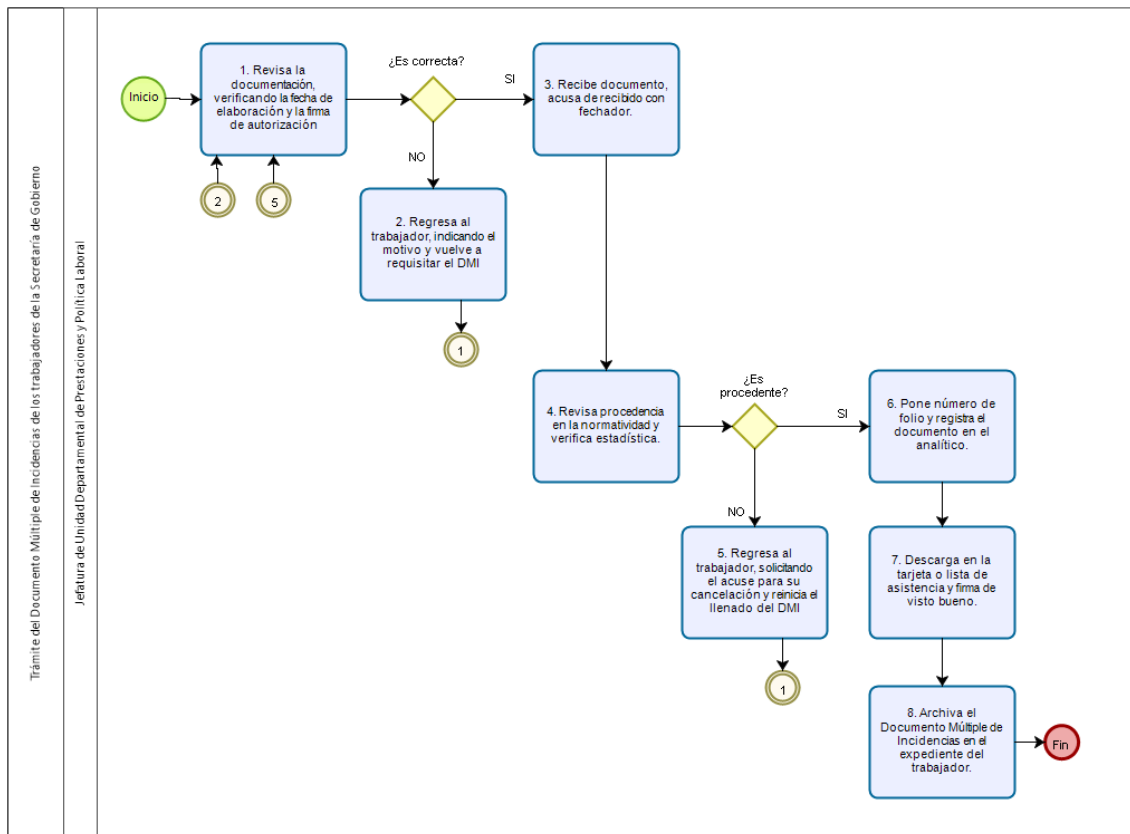 Trámite del Documento Múltiple de Incidencias de los trabajadores de la Secretaría de Gobierno
Jefatura de Unidad Departamental de Prestaciones y Política Laboral
Inicio
1. Revisa la
documentación,
verificando la fecha de
elaboración y la firma
de autorización
2
5
¿Es correcta?
SI
NO
3. Recibe documento,
acusa de recibido con
fechador.
2. Regresa al
trabajador, indicando el
motivo y vuelve a
requisitar el DMI
1
4. Revisa procedencia
en la normatividad y
verifica estadística.
¿Es
procedente?
SI
NO
6. Pone número de
folio y registra el
documento en el
analítico.
5. Regresa al
trabajador, solicitando
el acuse para su
cancelación y reinicia el
llenado del DMI
1
7. Descarga en la
tarjeta o lista de
asistencia y firma de
visto bueno.
8. Archiva el
Documento Múltiple de
Incidencias en el
expediente del
trabajador.
Fin